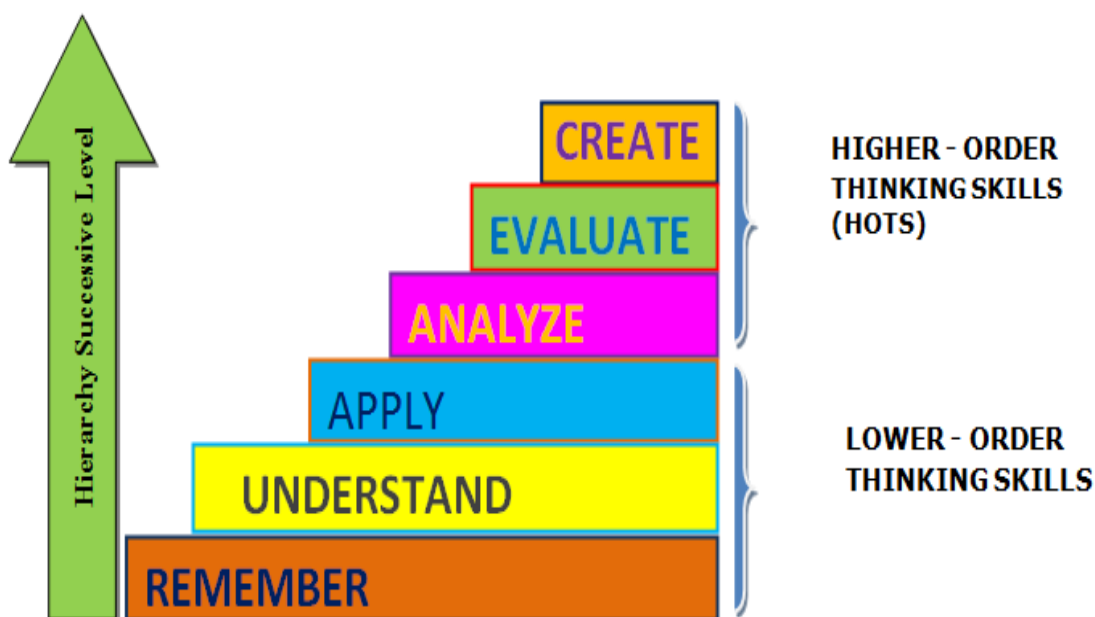 Hierarchy Successive Level
CREATE
EVALUATE
ANALYZE
APPLY
UNDERSTAND
REMEMBER
HIGHER - ORDER
THINKING SKILLS
(HOTS)
LOWER - ORDER
THINKING SKILLS